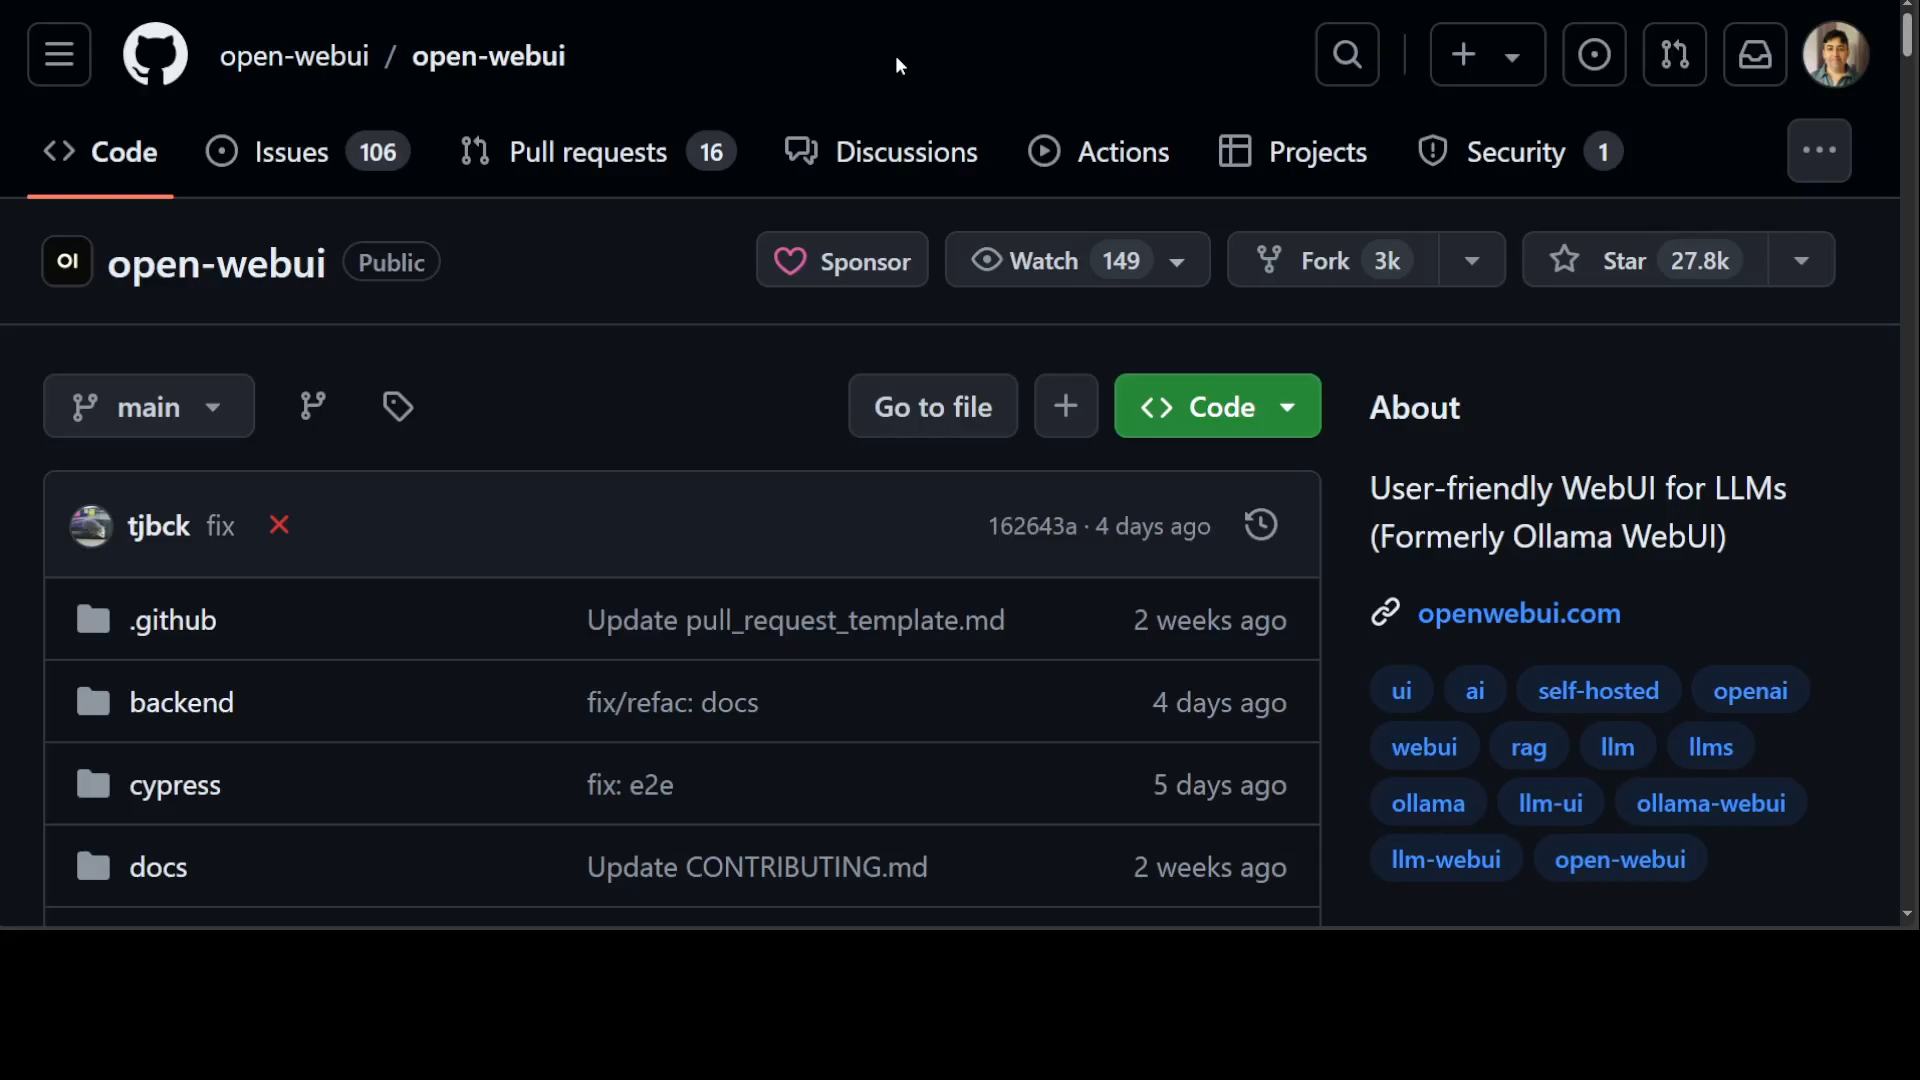 open-webui / open-webui
Code Issues 106 Pull requests 16 Discussions Actions Projects Security 1
OI open-webui Public Sponsor Watch 149 Fork 3k Star 27.8k
main Go to file Code About
tjbck fix 162643a · 4 days ago
User-friendly WebUI for LLMs
(Formerly Ollama WebUI)
.github Update pull_request_template.md 2 weeks ago
openwebui.com
backend fix/refac: docs 4 days ago
ui ai self-hosted openai
webui rag llm llms
cypress fix: e2e 5 days ago
ollama llm-ui ollama-webui
docs Update CONTRIBUTING.md 2 weeks ago
llm-webui open-webui